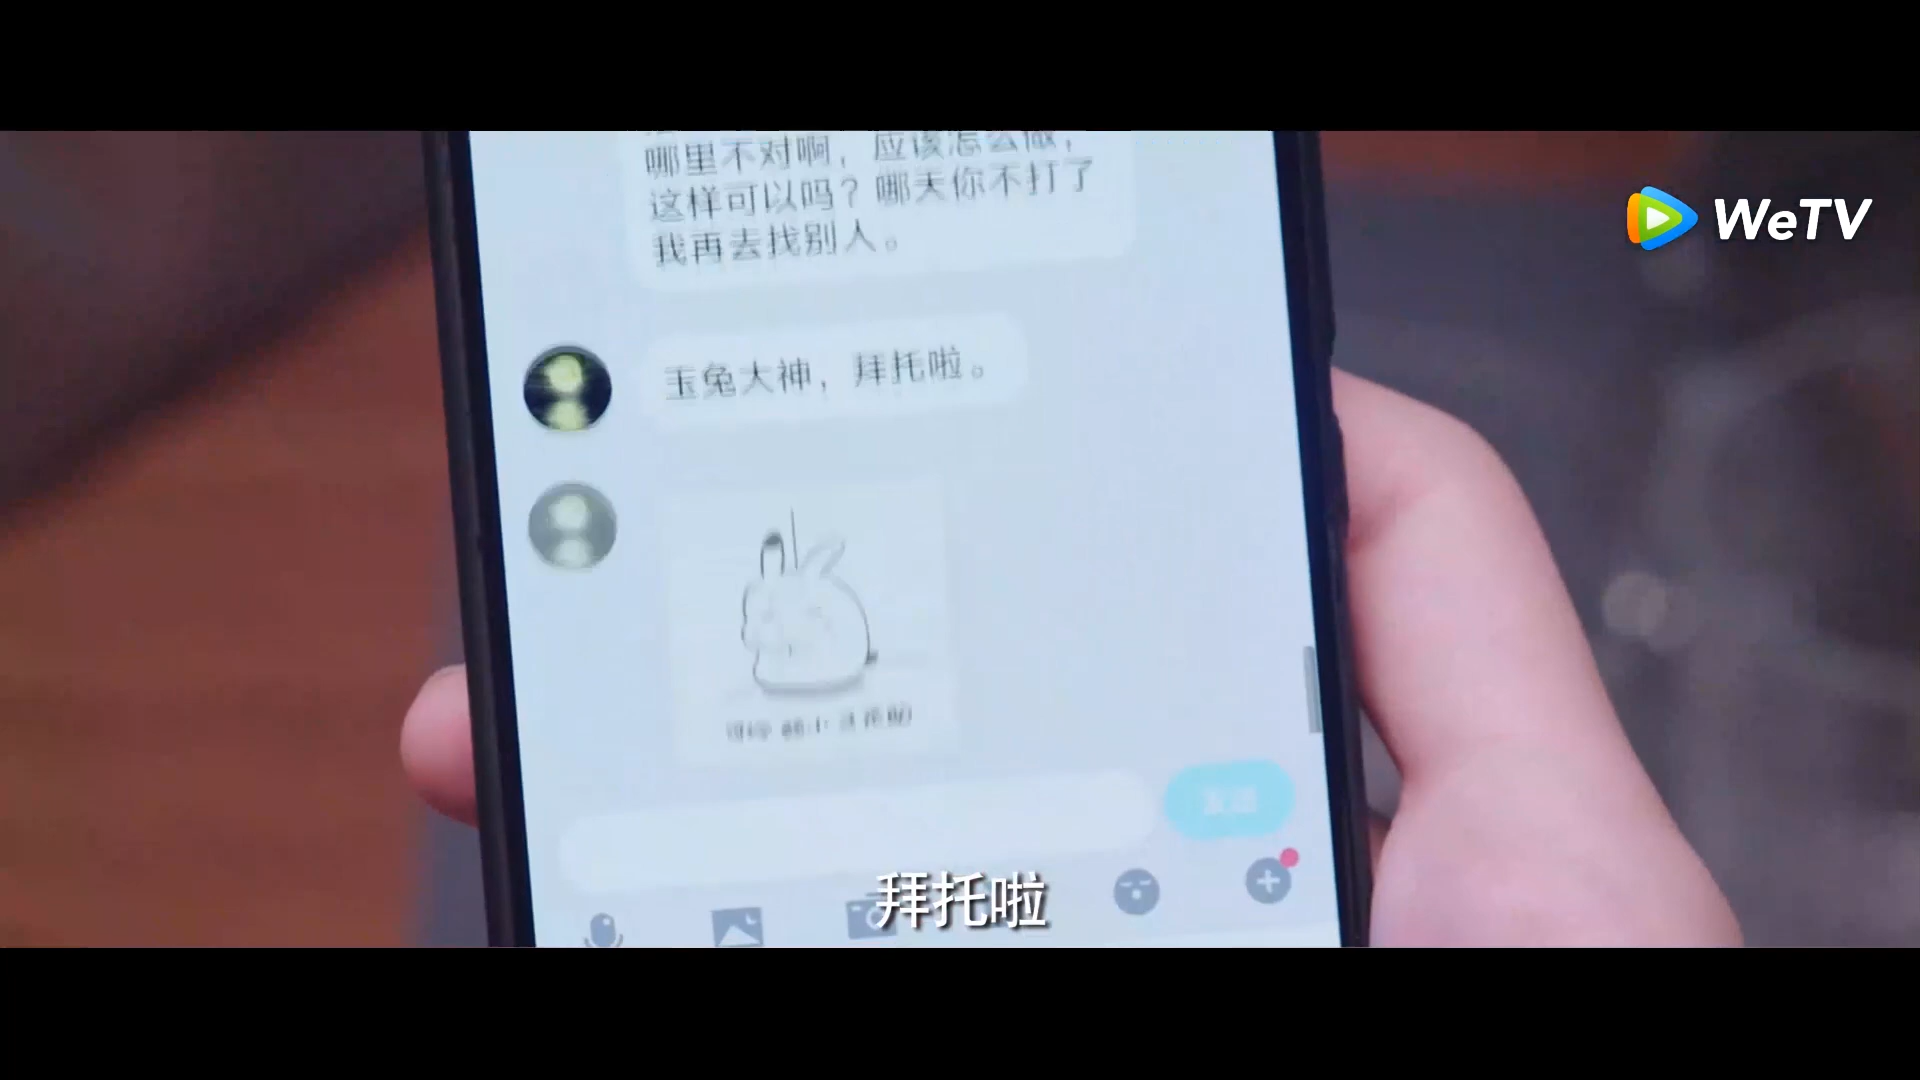 哪里不对啊，应该怎么做，
这样可以吗？哪天你不打了
我再去找别人。
WeTV
玉兔大神，拜托啦。
发送
拜托啦